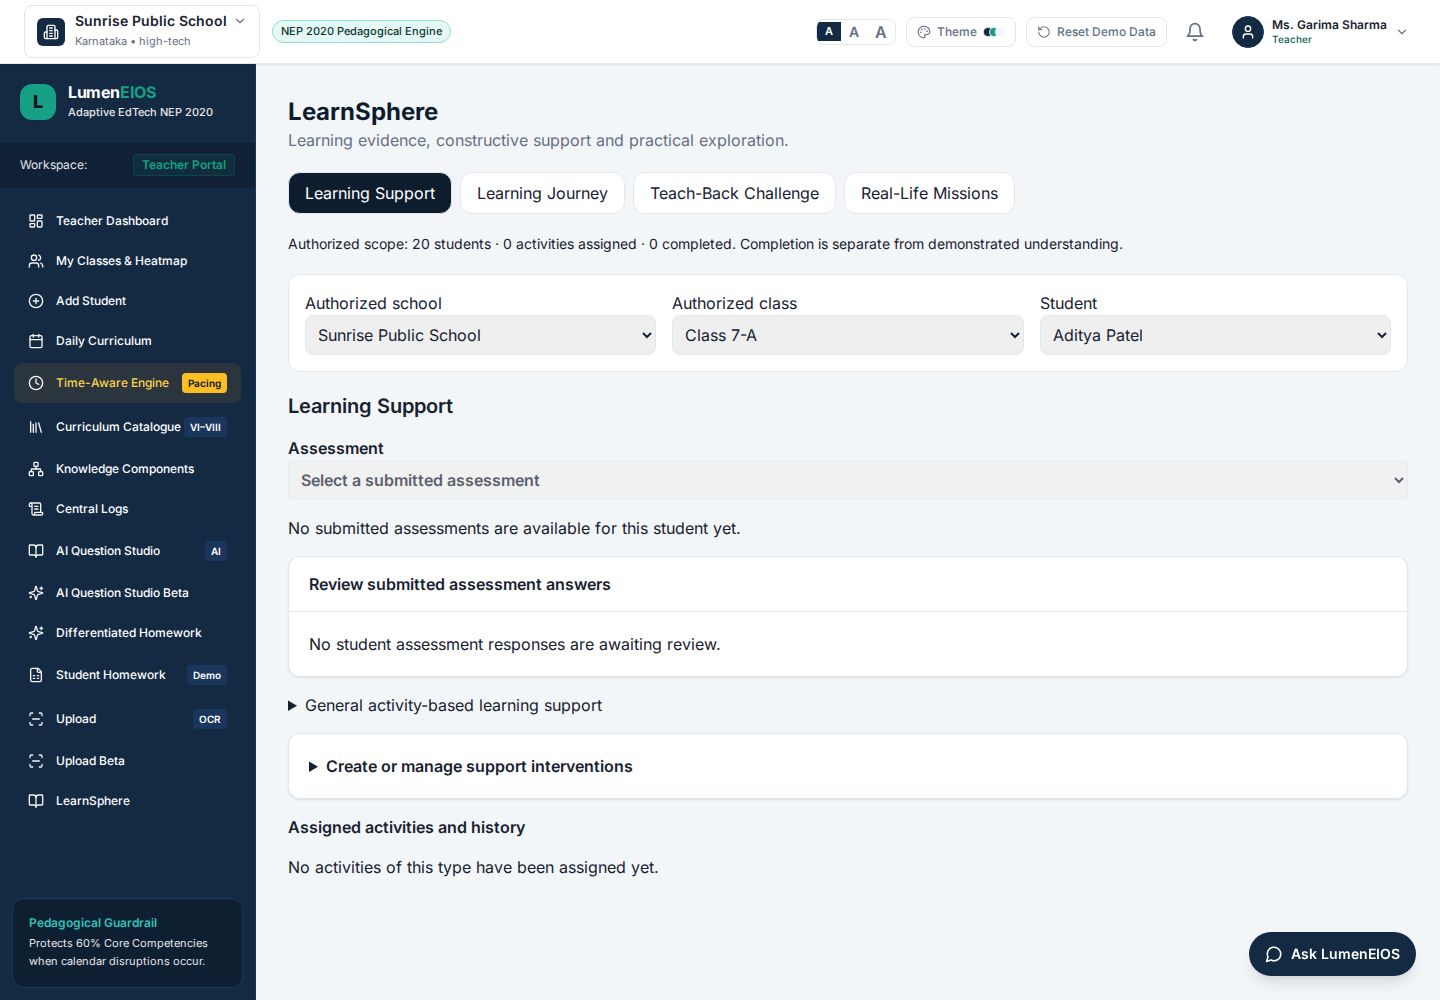 Sunrise Public School
Karnataka • high-tech
NEP 2020 Pedagogical Engine
A A A
Theme
Reset Demo Data
Ms. Garima Sharma
Teacher
L
LumenEIOS
Adaptive EdTech NEP 2020
Workspace:
Teacher Portal
Teacher Dashboard
My Classes & Heatmap
Add Student
Daily Curriculum
Time-Aware Engine Pacing
Curriculum Catalogue VI–VIII
Knowledge Components
Central Logs
AI Question Studio AI
AI Question Studio Beta
Differentiated Homework
Student Homework Demo
Upload OCR
Upload Beta
LearnSphere
Pedagogical Guardrail
Protects 60% Core Competencies
when calendar disruptions occur.
LearnSphere
Learning evidence, constructive support and practical exploration.
Learning Support
Learning Journey
Teach-Back Challenge
Real-Life Missions
Authorized scope: 20 students · 0 activities assigned · 0 completed. Completion is separate from demonstrated understanding.
Authorized school
Sunrise Public School
Authorized class
Class 7-A
Student
Aditya Patel
Learning Support
Assessment
Select a submitted assessment
No submitted assessments are available for this student yet.
Review submitted assessment answers
No student assessment responses are awaiting review.
General activity-based learning support
Create or manage support interventions
Assigned activities and history
No activities of this type have been assigned yet.
Ask LumenEIOS